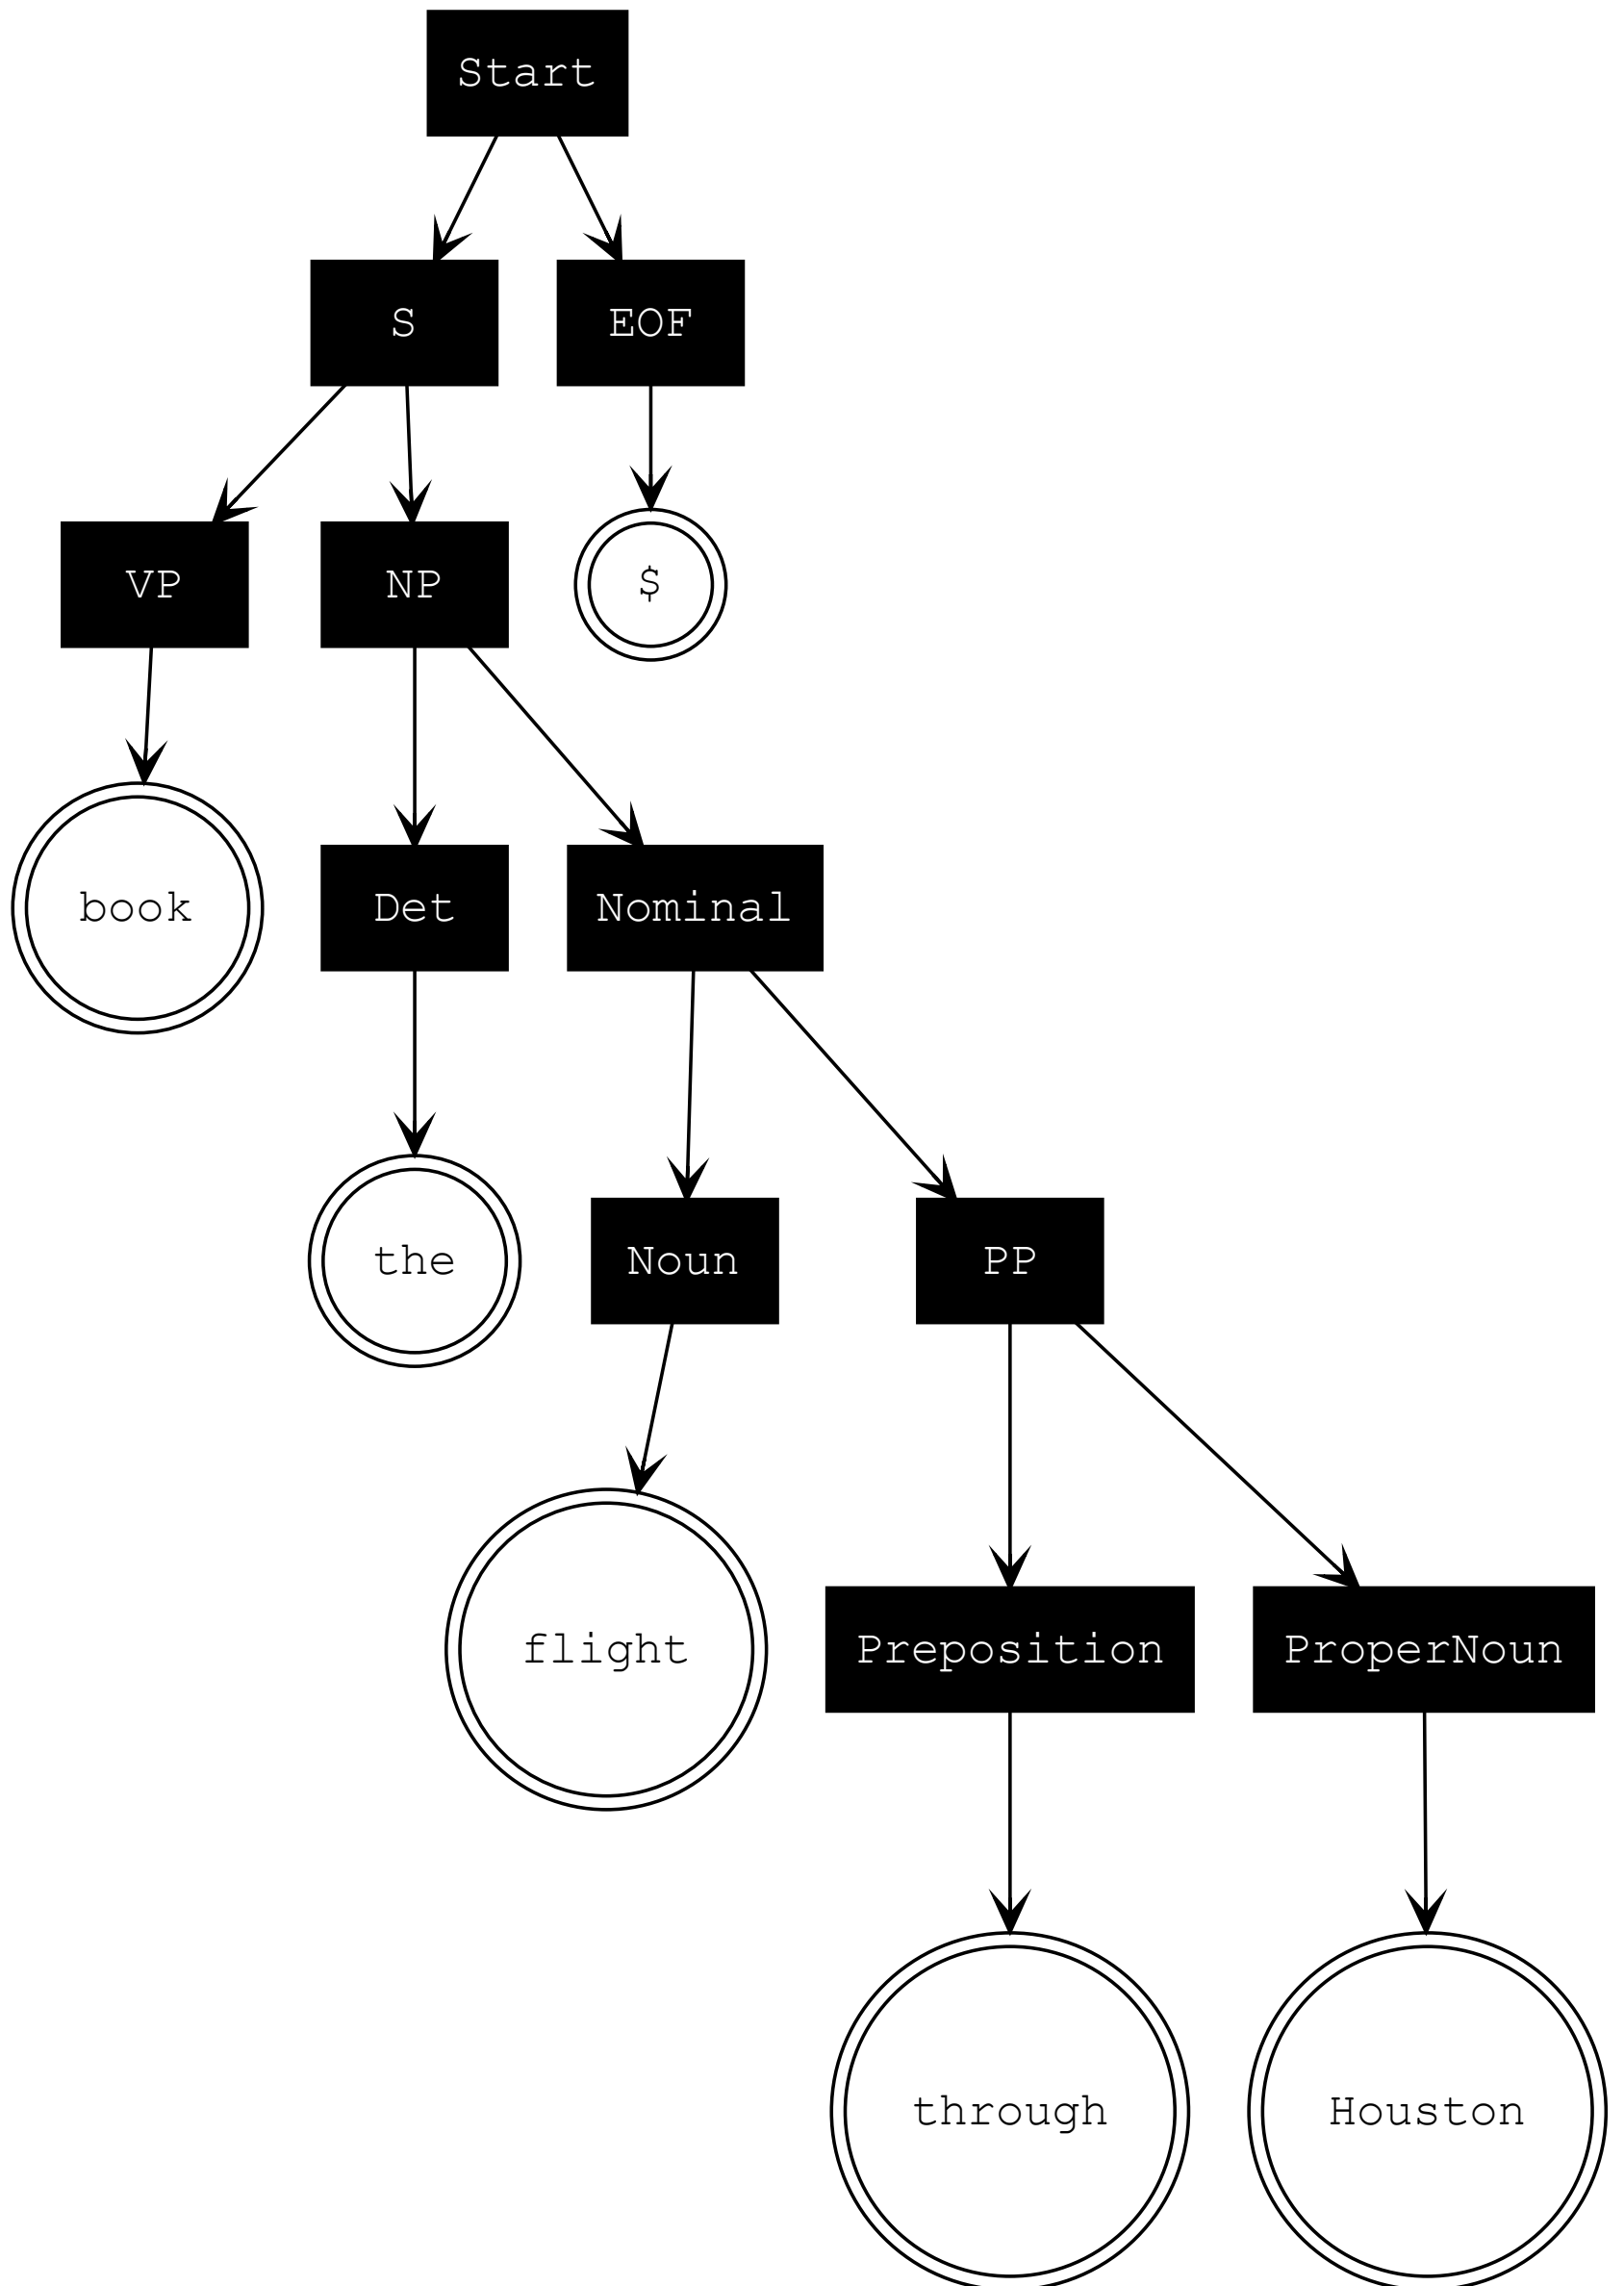 Start
S
EOF
VP
NP
$
book
Det
Nominal
the
Noun
PP
flight
Preposition
ProperNoun
through
Houston